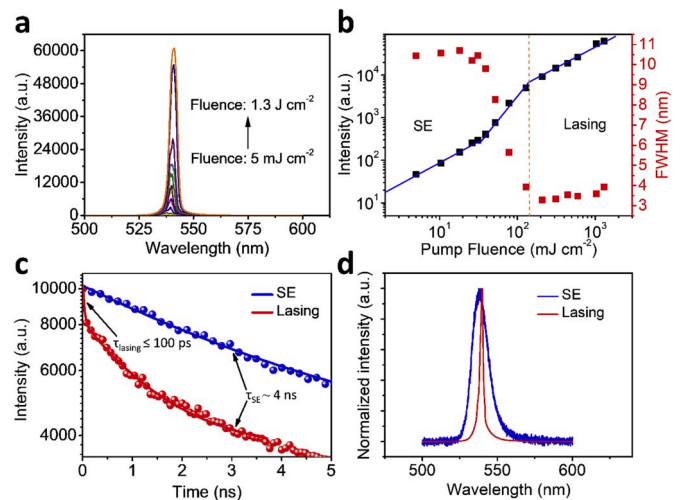 a
60000
48000
36000
24000
12000
0
Intensity (a.u.)
Fluence: 1.3 J cm⁻²
Fluence: 5 mJ cm⁻²
500 525 550 575 600
Wavelength (nm)
b
10⁴
10³
10²
10¹
Intensity (a.u.)
SE
Lasing
11
10
9
8
7
6
5
4
3
FWHM (nm)
10¹ 10² 10³
Pump Fluence (mJ cm⁻²)
c
10000
8000
6000
4000
Intensity (a.u.)
SE
Lasing
τlasing ≤ 100 ps
τSE ~ 4 ns
0 1 2 3 4 5
Time (ns)
d
Normalized intensity (a.u.)
SE
Lasing
500 550 600
Wavelength (nm)